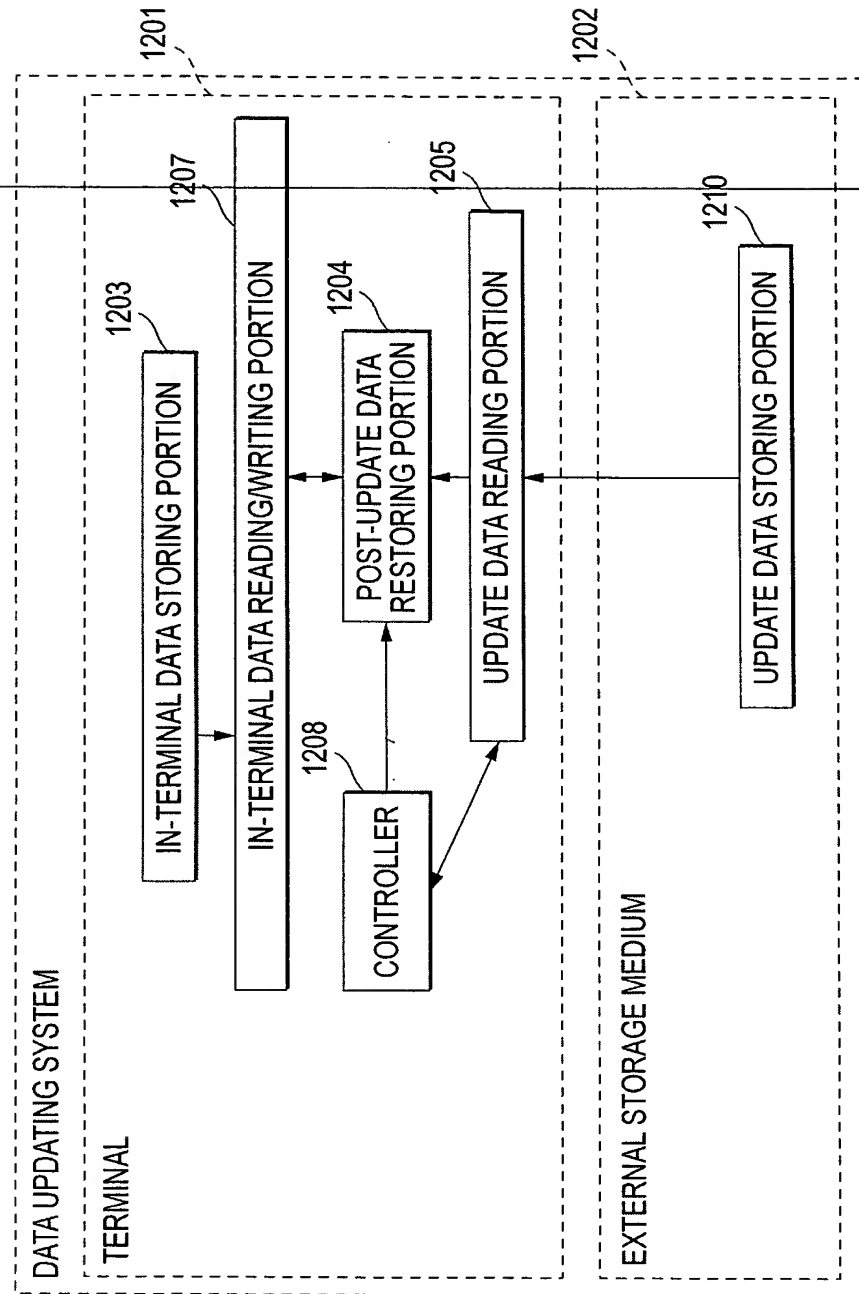 DATA UPDATING SYSTEM
1201
TERMINAL
1203
IN-TERMINAL DATA STORING PORTION
1207
IN-TERMINAL DATA READING/WRITING PORTION
1208
CONTROLLER
1204
POST-UPDATE DATA
RESTORING PORTION
1205
UPDATE DATA READING PORTION
1202
EXTERNAL STORAGE MEDIUM
1210
UPDATE DATA STORING PORTION